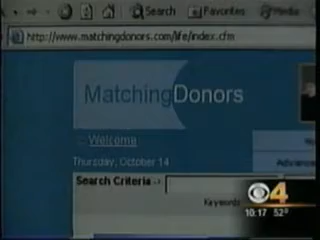 Search Favorites Media
http://www.matchingdonors.com/life/index.cfm
MatchingDonors
Welcome
Thursday, October 14
Advance
Search Criteria
Keywords
4
10:17 52°